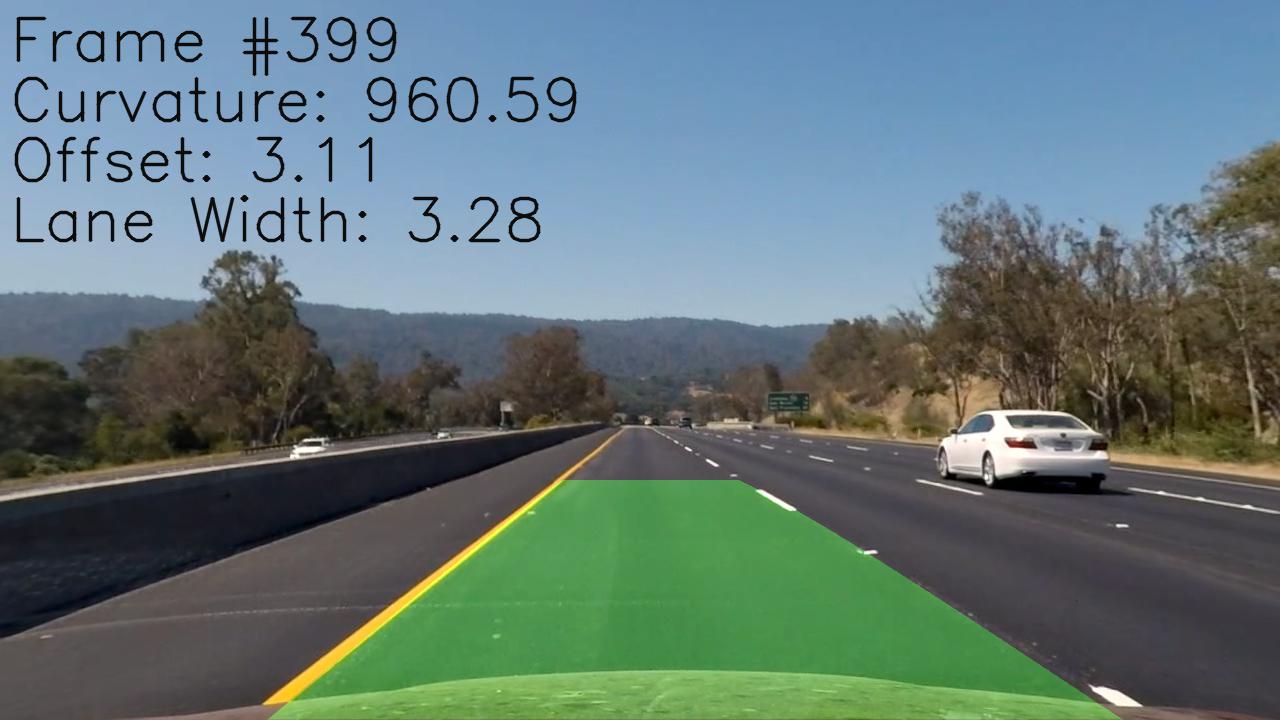 Frame #399
Curvature: 960.59
Offset: 3.11
Lane Width: 3.28